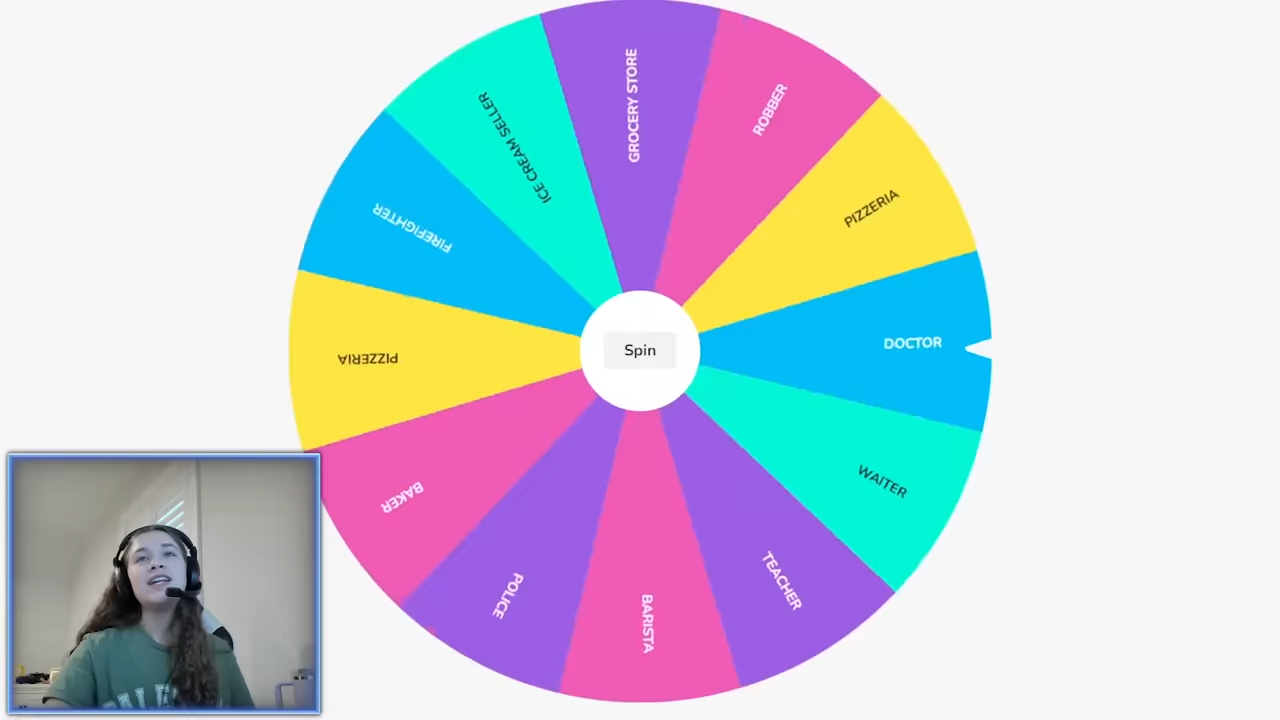 GROCERY STORE
ROBBER
PIZZERIA
DOCTOR
WAITER
TEACHER
BARISTA
POLICE
BAKER
PIZZERIA
FIREFIGHTER
ICE CREAM SELLER
Spin